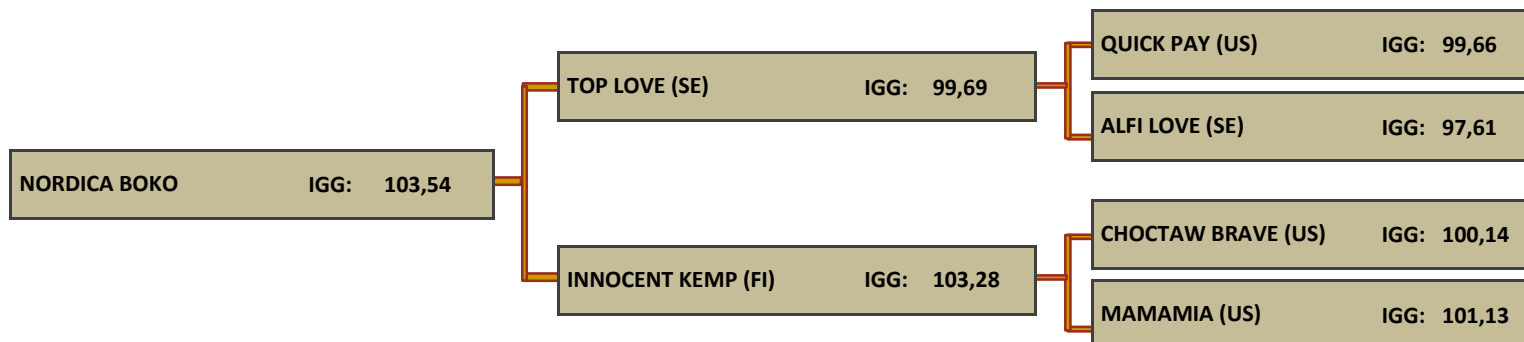 QUICK PAY (US) IGG: 99,66
TOP LOVE (SE) IGG: 99,69
ALFI LOVE (SE) IGG: 97,61
NORDICA BOKO IGG: 103,54
CHOCTAW BRAVE (US) IGG: 100,14
INNOCENT KEMP (FI) IGG: 103,28
MAMAMIA (US) IGG: 101,13